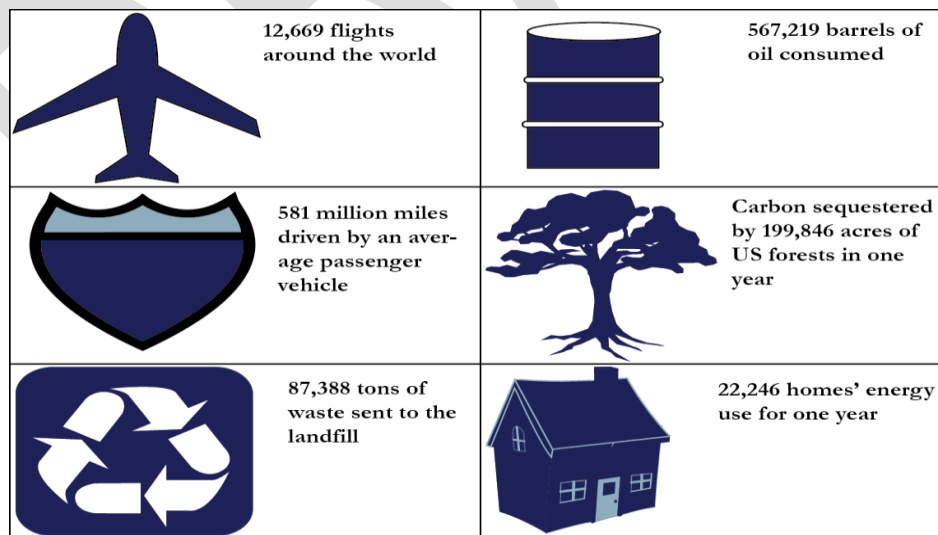 12,669 flights
around the world
567,219 barrels of
oil consumed
581 million miles
driven by an aver-
age passenger
vehicle
Carbon sequestered
by 199,846 acres of
US forests in one
year
87,388 tons of
waste sent to the
landfill
22,246 homes’ energy
use for one year